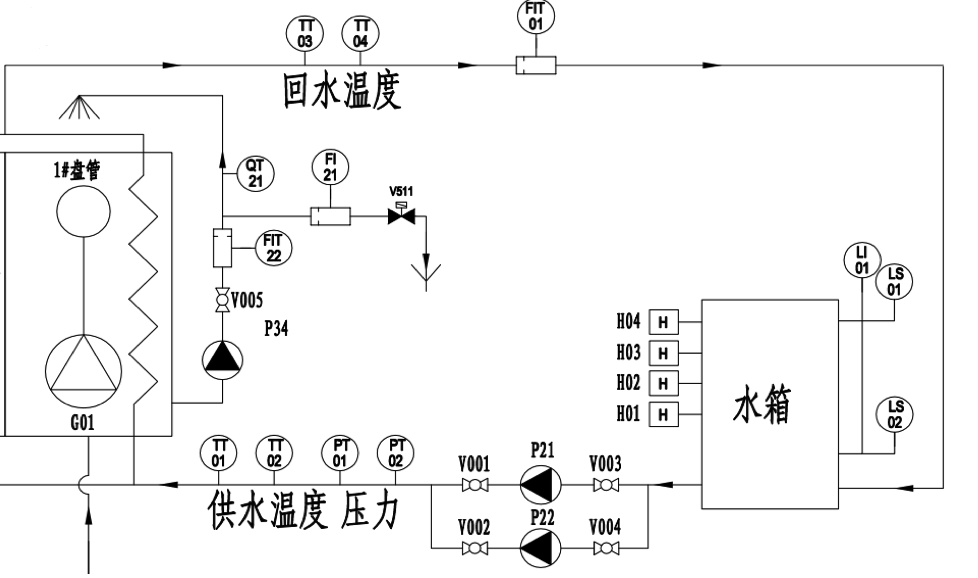 FIT
01
TT
03
TT
04
回水温度
1#盘管
QT
21
FI
21
V511
FIT
22
V005
P34
G01
LI
01
LS
01
H04 H
H03 H
H02 H
H01 H
水箱
LS
02
TT
01
TT
02
PT
01
PT
02
V001
P21
V003
供水温度 压力
V002
P22
V004